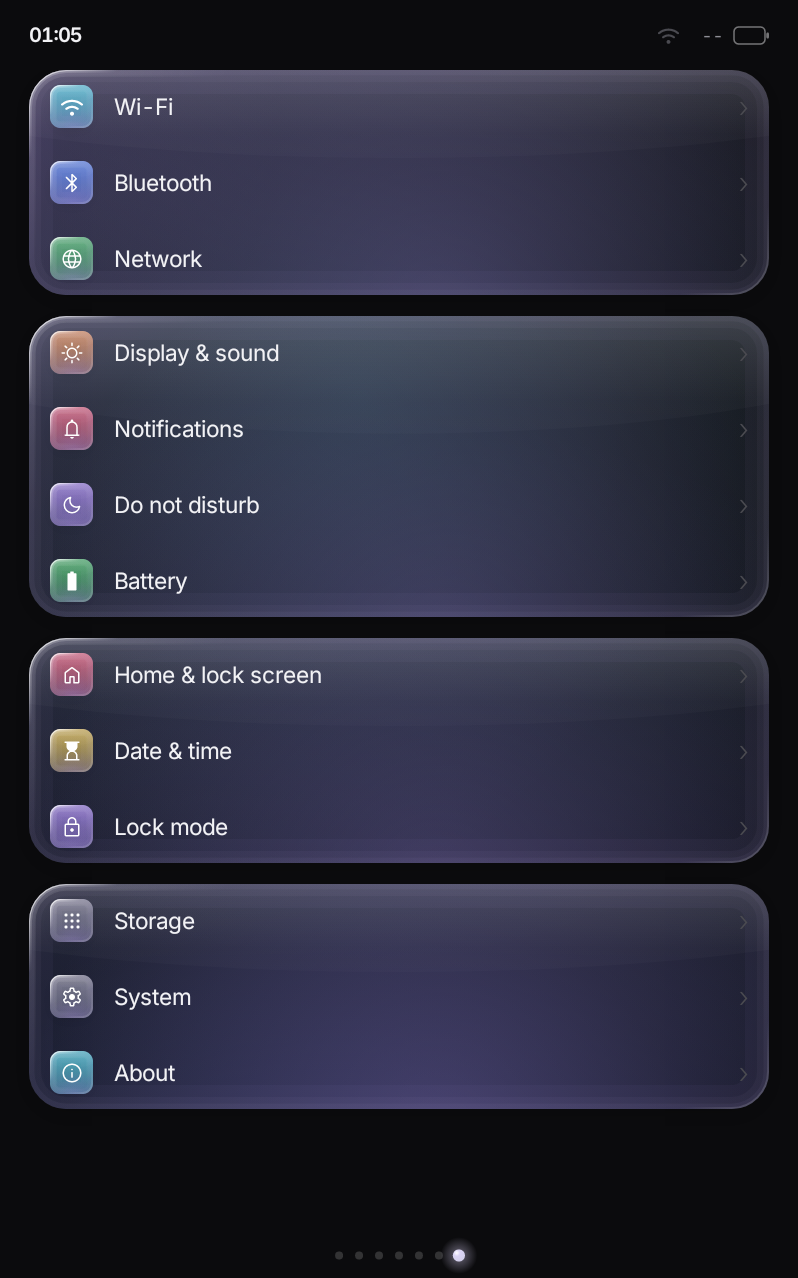 01:05
--
Wi-Fi
Bluetooth
Network
Display & sound
Notifications
Do not disturb
Battery
Home & lock screen
Date & time
Lock mode
Storage
System
About